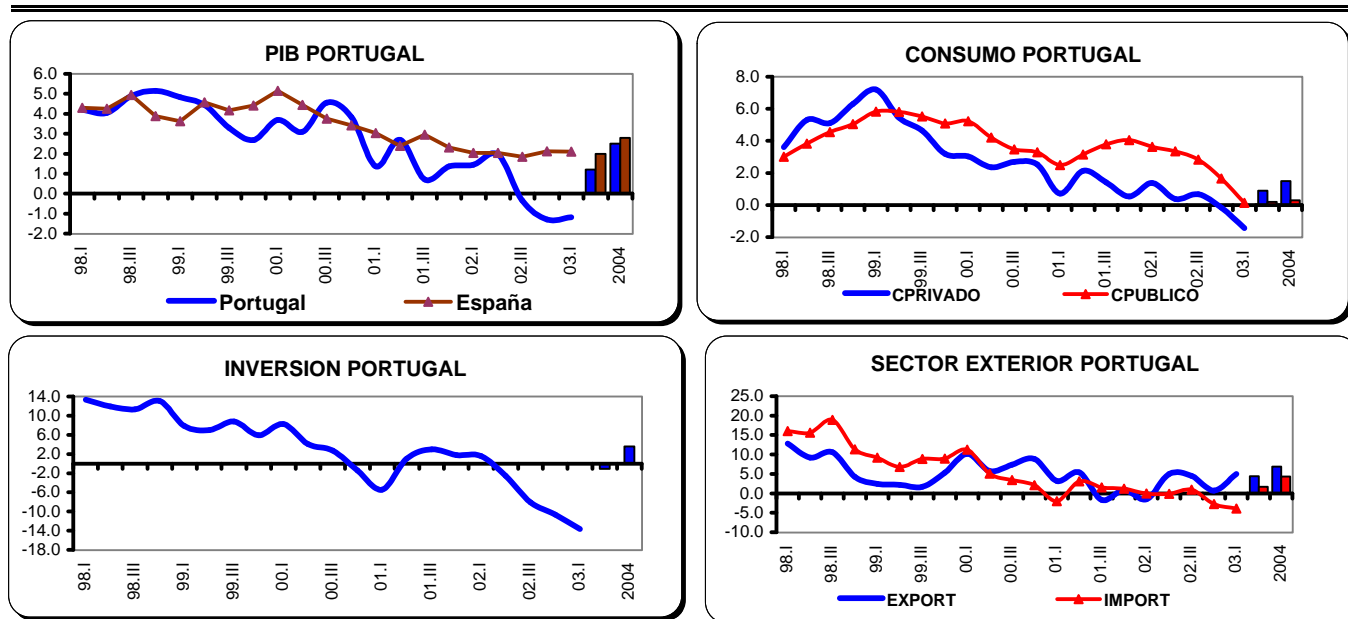 PIB PORTUGAL
6.0
5.0
4.0
3.0
2.0
1.0
0.0
-1.0
-2.0
98.I
98.III
99.I
99.III
00.I
00.III
01.I
01.III
02.I
02.III
03.I
2004
Portugal
España
CONSUMO PORTUGAL
8.0
6.0
4.0
2.0
0.0
-2.0
98.I
98.III
99.I
99.III
00.I
00.III
01.I
01.III
02.I
02.III
03.I
2004
CPRIVADO
CPUBLICO
INVERSION PORTUGAL
14.0
10.0
6.0
2.0
-2.0
-6.0
-10.0
-14.0
-18.0
98.I
98.III
99.I
99.III
00.I
00.III
01.I
01.III
02.I
02.III
03.I
2004
SECTOR EXTERIOR PORTUGAL
25.0
20.0
15.0
10.0
5.0
0.0
-5.0
-10.0
98.I
98.III
99.I
99.III
00.I
00.III
01.I
01.III
02.I
02.III
03.I
2004
EXPORT
IMPORT